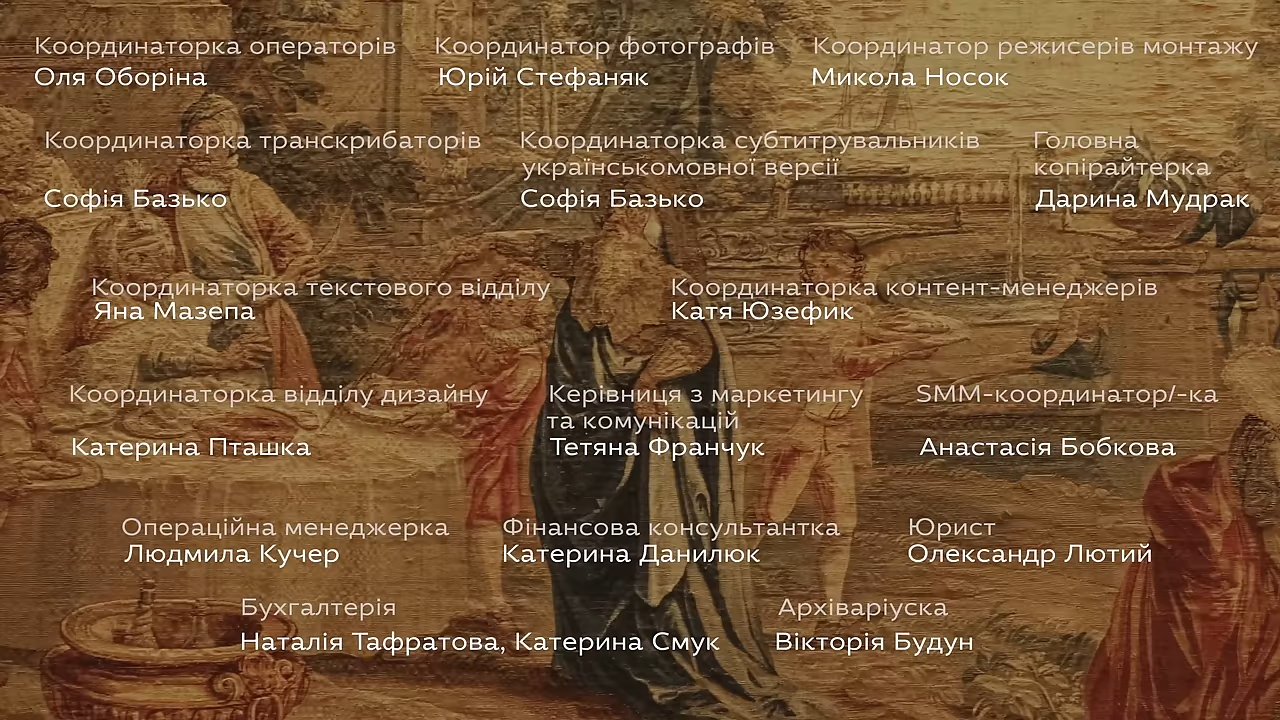 Координаторка операторів
Оля Оборіна
Координатор фотографів
Юрій Стефаняк
Координатор режисерів монтажу
Микола Носок
Координаторка транскрибаторів
Софія Базько
Координаторка субтитрувальників
українськомовної версії
Софія Базько
Головна
копірайтерка
Дарина Мудрак
Координаторка текстового відділу
Яна Мазепа
Координаторка контент-менеджерів
Катя Юзефик
Координаторка відділу дизайну
Катерина Пташка
Керівниця з маркетингу
та комунікацій
Тетяна Франчук
SMM-координатор/-ка
Анастасія Бобкова
Операційна менеджерка
Людмила Кучер
Фінансова консультантка
Катерина Данилюк
Юрист
Олександр Лютий
Бухгалтерія
Наталія Тафратова, Катерина Смук
Архіваріуска
Вікторія Будун